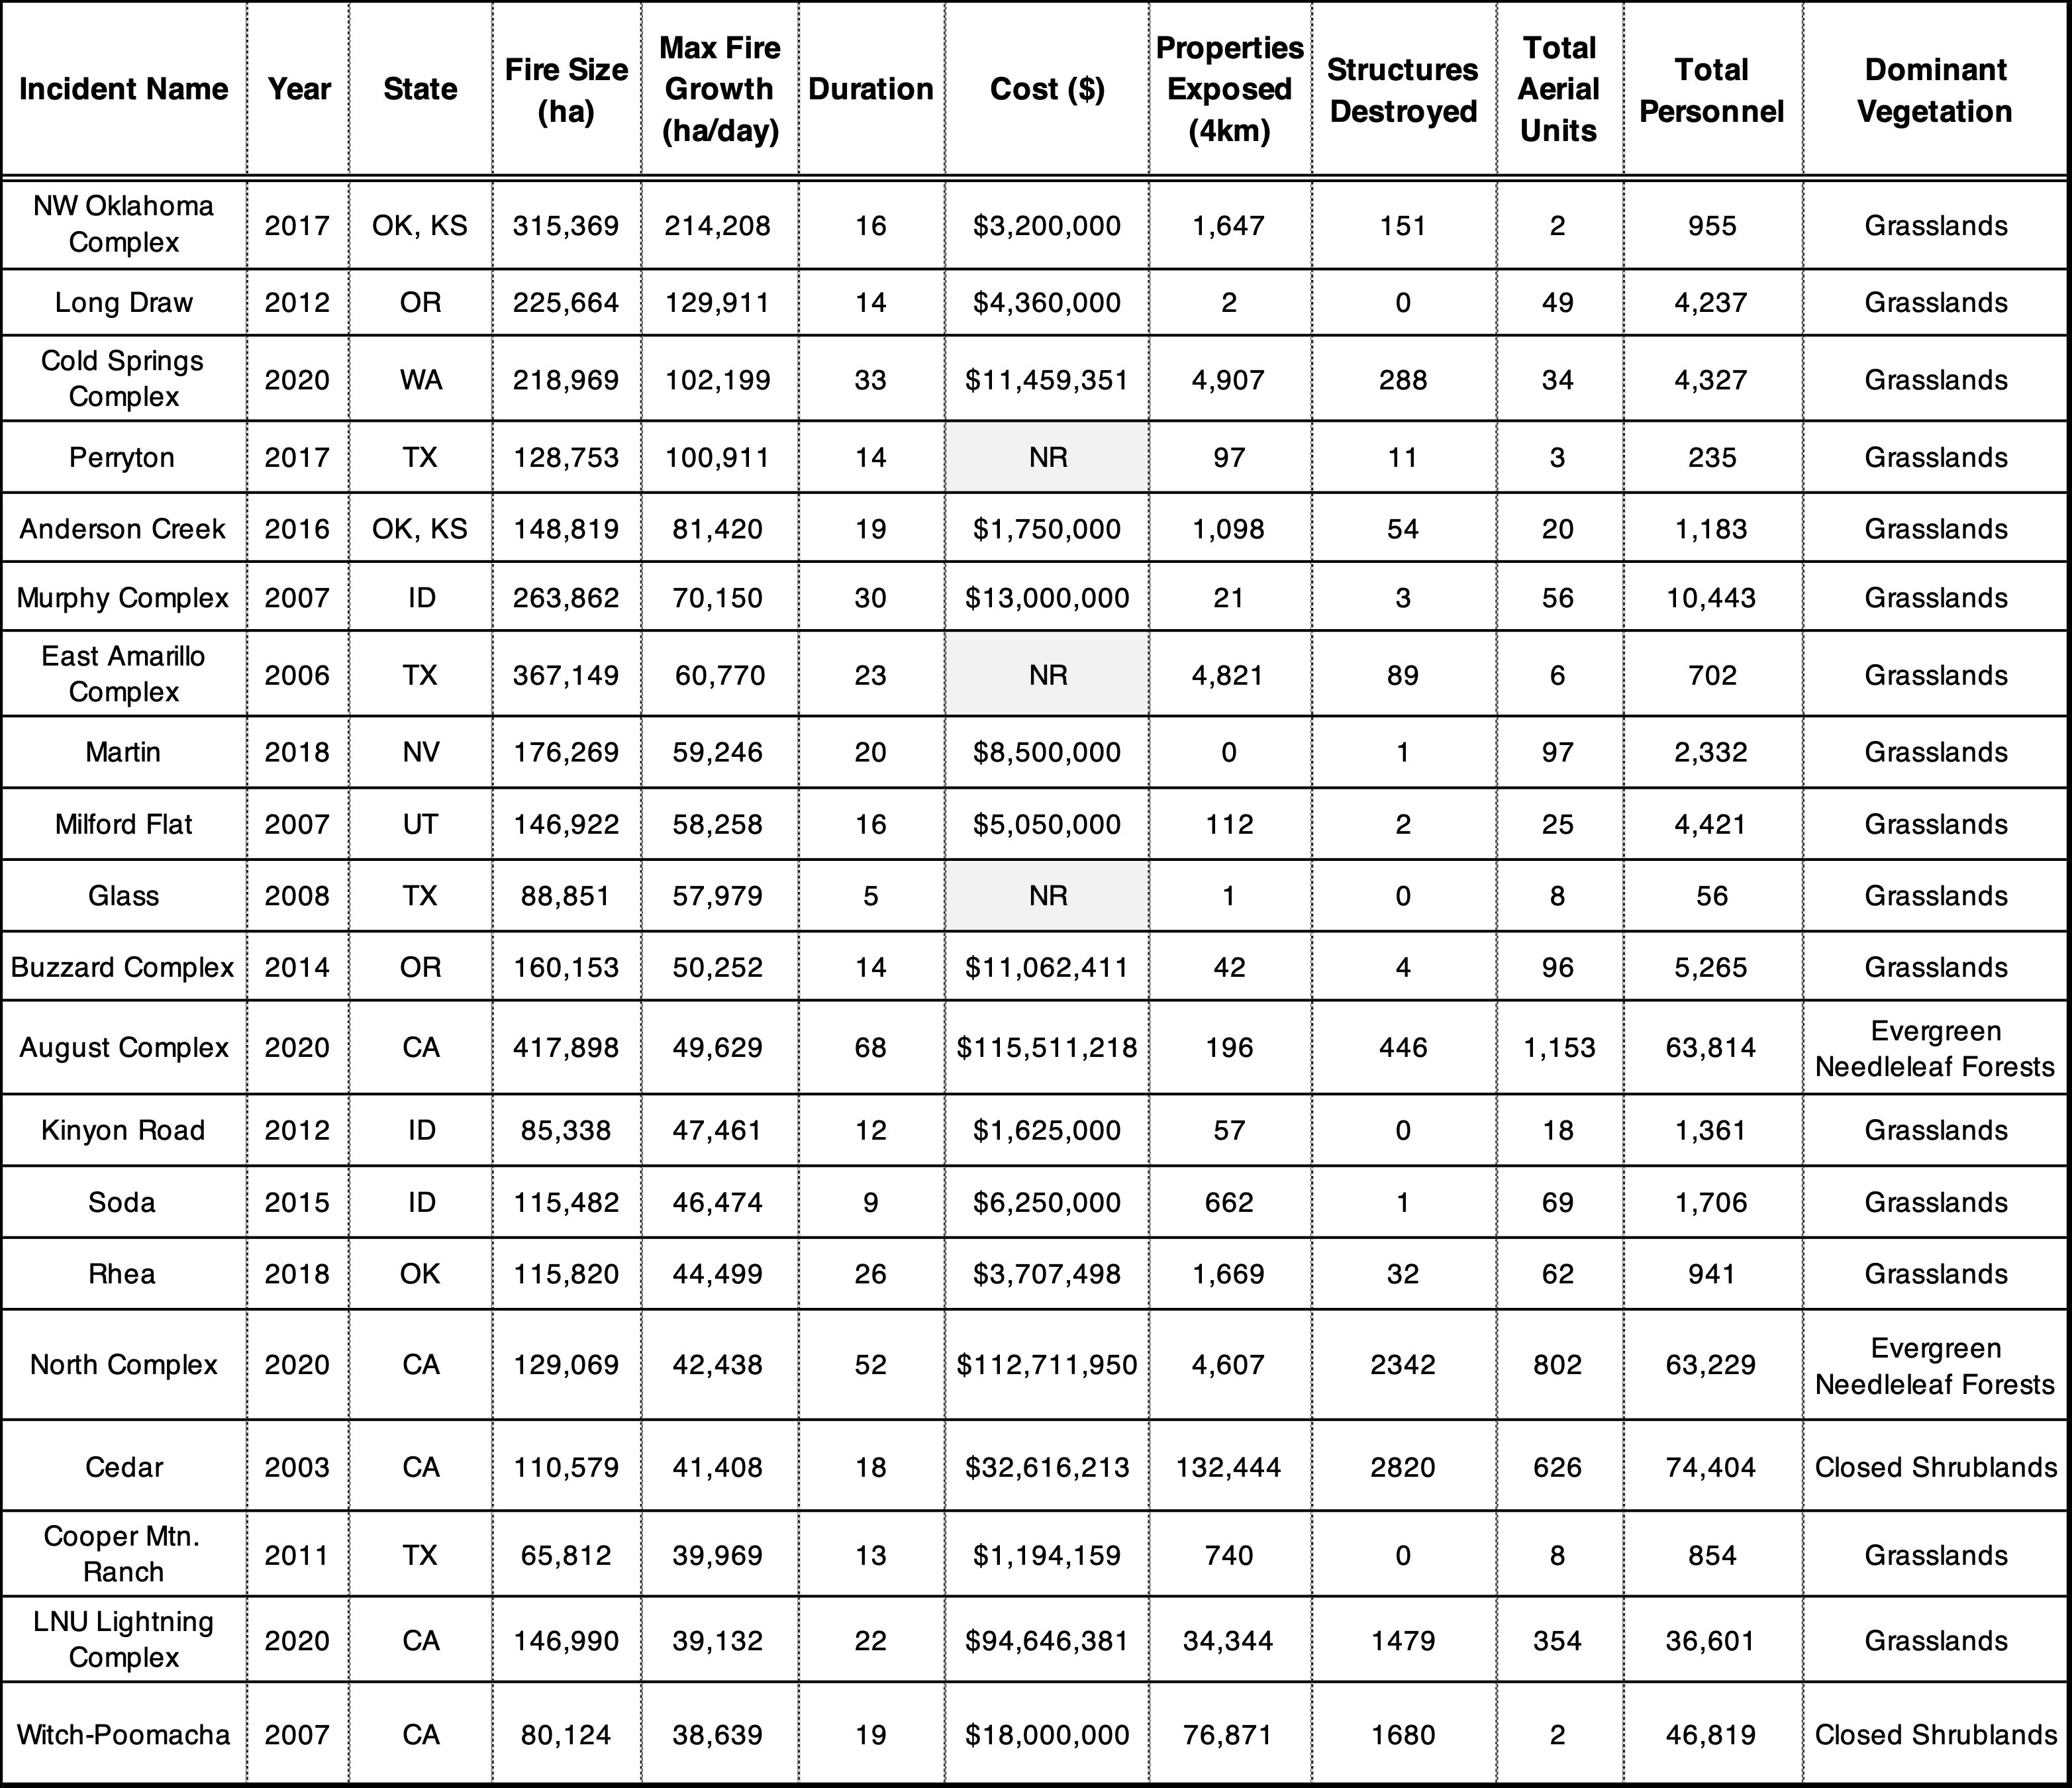 Incident Name Year State Fire Size (ha) Max Fire Growth (ha/day) Duration Cost ($) Properties Exposed (4km) Structures Destroyed Total Aerial Units Total Personnel Dominant Vegetation
NW Oklahoma Complex 2017 OK, KS 315,369 214,208 16 $3,200,000 1,647 151 2 955 Grasslands
Long Draw 2012 OR 225,664 129,911 14 $4,360,000 2 0 49 4,237 Grasslands
Cold Springs Complex 2020 WA 218,969 102,199 33 $11,459,351 4,907 288 34 4,327 Grasslands
Perryton 2017 TX 128,753 100,911 14 NR 97 11 3 235 Grasslands
Anderson Creek 2016 OK, KS 148,819 81,420 19 $1,750,000 1,098 54 20 1,183 Grasslands
Murphy Complex 2007 ID 263,862 70,150 30 $13,000,000 21 3 56 10,443 Grasslands
East Amarillo Complex 2006 TX 367,149 60,770 23 NR 4,821 89 6 702 Grasslands
Martin 2018 NV 176,269 59,246 20 $8,500,000 0 1 97 2,332 Grasslands
Milford Flat 2007 UT 146,922 58,258 16 $5,050,000 112 2 25 4,421 Grasslands
Glass 2008 TX 88,851 57,979 5 NR 1 0 8 56 Grasslands
Buzzard Complex 2014 OR 160,153 50,252 14 $11,062,411 42 4 96 5,265 Grasslands
August Complex 2020 CA 417,898 49,629 68 $115,511,218 196 446 1,153 63,814 Evergreen Needleleaf Forests
Kinyon Road 2012 ID 85,338 47,461 12 $1,625,000 57 0 18 1,361 Grasslands
Soda 2015 ID 115,482 46,474 9 $6,250,000 662 1 69 1,706 Grasslands
Rhea 2018 OK 115,820 44,499 26 $3,707,498 1,669 32 62 941 Grasslands
North Complex 2020 CA 129,069 42,438 52 $112,711,950 4,607 2342 802 63,229 Evergreen Needleleaf Forests
Cedar 2003 CA 110,579 41,408 18 $32,616,213 132,444 2820 626 74,404 Closed Shrublands
Cooper Mtn. Ranch 2011 TX 65,812 39,969 13 $1,194,159 740 0 8 854 Grasslands
LNU Lightning Complex 2020 CA 146,990 39,132 22 $94,646,381 34,344 1479 354 36,601 Grasslands
Witch-Poomacha 2007 CA 80,124 38,639 19 $18,000,000 76,871 1680 2 46,819 Closed Shrublands